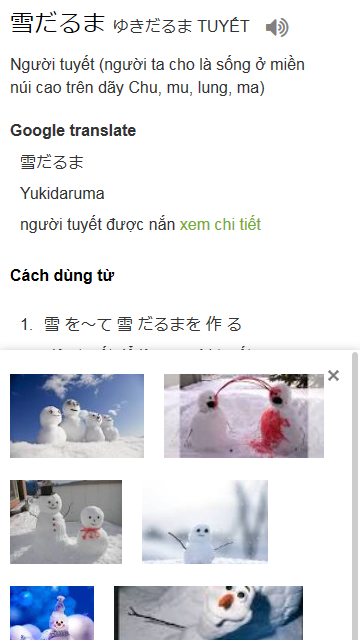 雪だるま ゆきだるま TUYẾT
Người tuyết (người ta cho là sống ở miền
núi cao trên dãy Chu, mu, lung, ma)
Google translate
雪だるま
Yukidaruma
người tuyết được nắn xem chi tiết
Cách dùng từ
1. 雪 を～て 雪 だるまを 作 る